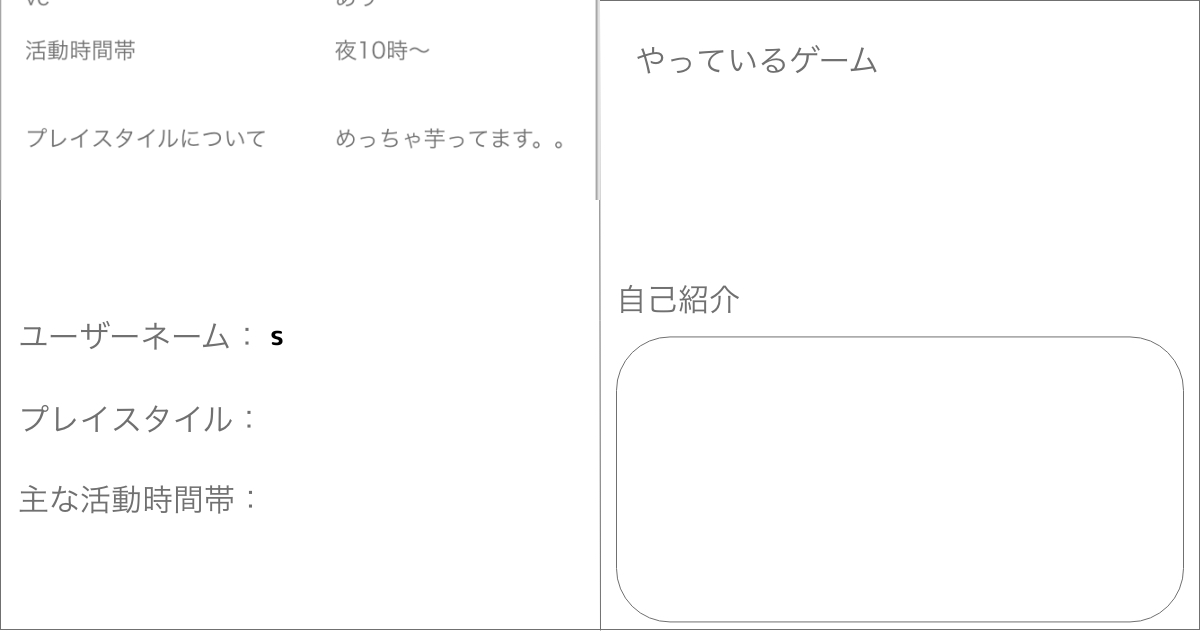 活動時間帯 夜10時～
プレイスタイルについて めっちゃ芋ってます。。
ユーザーネーム： s
プレイスタイル：
主な活動時間帯：
やっているゲーム
自己紹介